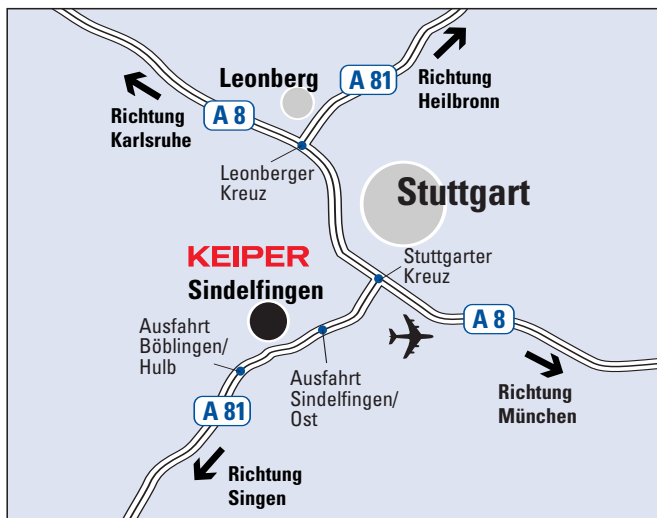 Leonberg
A 81
Richtung
Heilbronn
Richtung
Karlsruhe
A 8
Leonberger
Kreuz
Stuttgart
KEIPER
Sindelfingen
Stuttgarter
Kreuz
Ausfahrt
Böblingen/
Hulb
A 8
Ausfahrt
Sindelfingen/
Ost
Richtung
München
A 81
Richtung
Singen